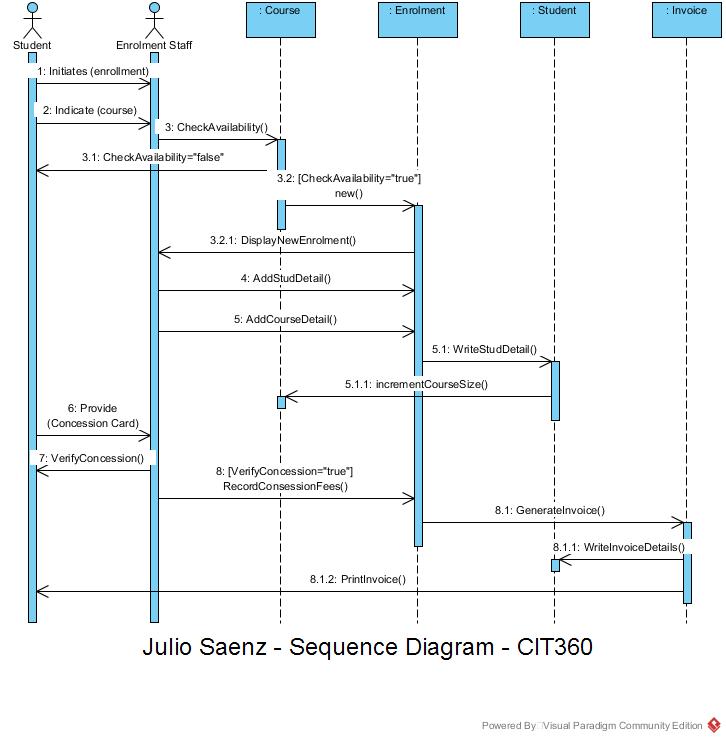 : Course
: Enrolment
: Student
: Invoice
Student
Enrolment Staff
1: Initiates (enrollment)
2: Indicate (course)
3: CheckAvailability()
3.1: CheckAvailability="false"
3.2: [CheckAvailability="true"]
new()
3.2.1: DisplayNewEnrolment()
4: AddStudDetail()
5: AddCourseDetail()
5.1: WriteStudDetail()
5.1.1: incrementCourseSize()
6: Provide
(Concession Card)
7: VerifyConcession()
8: [VerifyConcession="true"]
RecordConsessionFees()
8.1: GenerateInvoice()
8.1.1: WriteInvoiceDetails()
8.1.2: PrintInvoice()
Julio Saenz - Sequence Diagram - CIT360
Powered By Visual Paradigm Community Edition